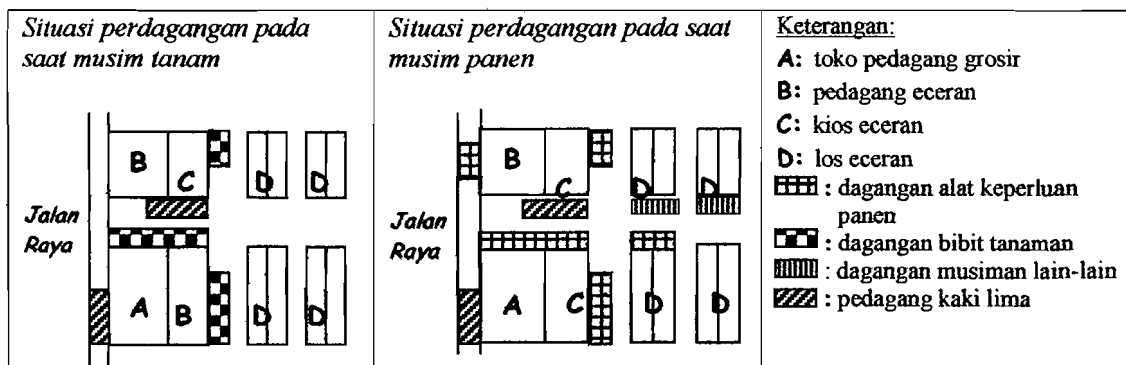 Situasi perdagangan pada
saat musim tanam
B
C
D
D
Jalan
Raya
A
B
D
D
Situasi perdagangan pada saat
musim panen
B
C
D
D
Jalan
Raya
A
C
D
D
Keterangan:
A: toko pedagang grosir
B: pedagang eceran
C: kios eceran
D: los eceran
: dagangan alat keperluan
panen
: dagangan bibit tanaman
: dagangan musiman lain-lain
: pedagang kaki lima